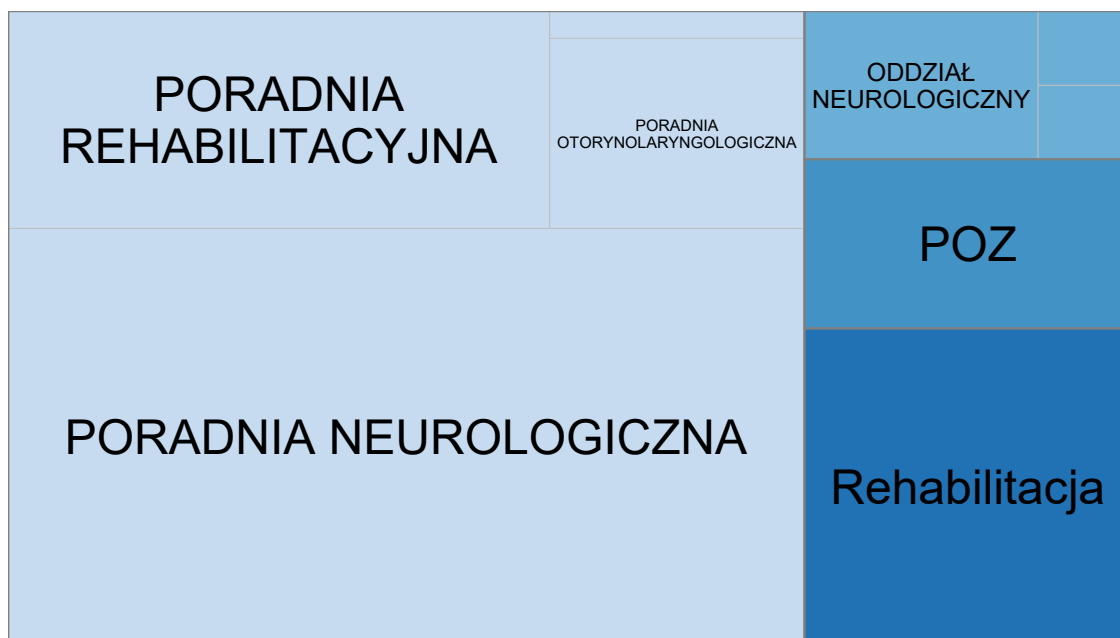 PORADNIA
REHABILITACYJNA
PORADNIA
OTORYNOLARYNGOLOGICZNA
ODDZIAŁ
NEUROLOGICZNY
POZ
PORADNIA NEUROLOGICZNA
Rehabilitacja